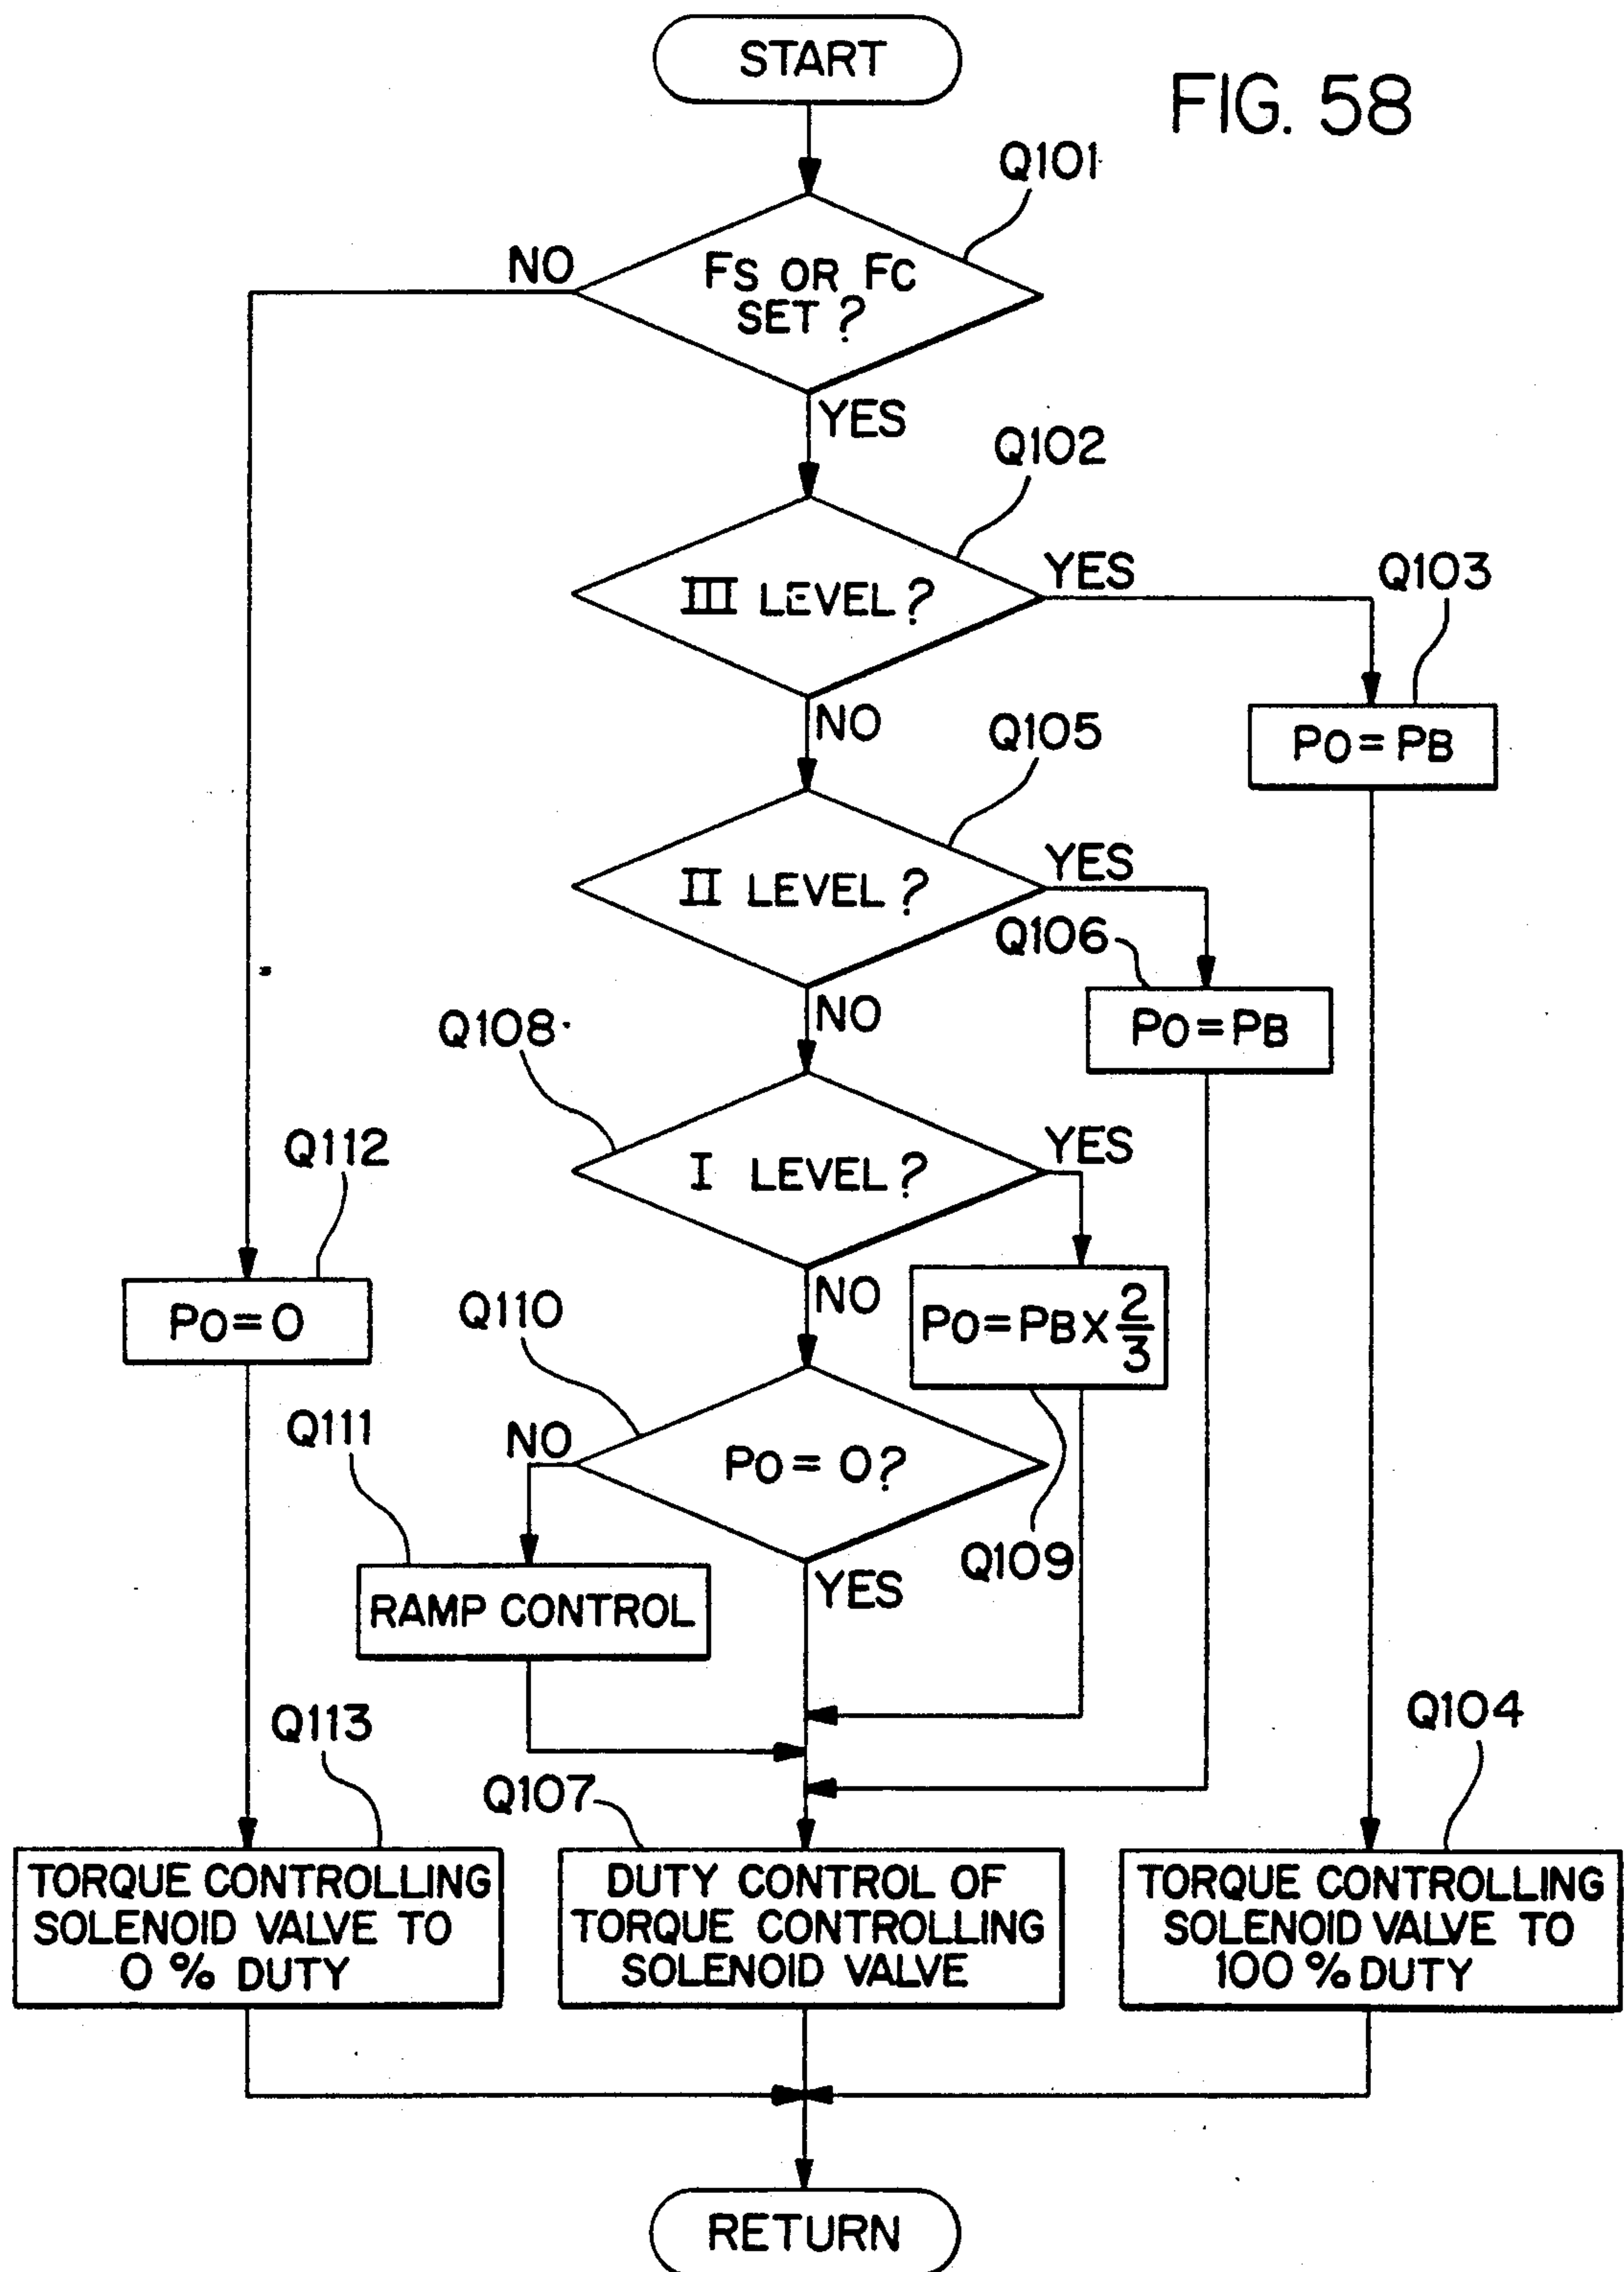 START
FIG. 58
Q101
NO
FS OR FC
SET ?
YES
Q102
III LEVEL ?
YES
Q103
PO = PB
NO
Q105
II LEVEL ?
YES
Q106
PO = PB
NO
Q108
I LEVEL ?
YES
Q112
PO = 0
NO
PO = PB X 2/3
Q110
Q111
NO
PO = 0 ?
Q109
YES
RAMP CONTROL
Q113
Q104
Q107
TORQUE CONTROLLING
SOLENOID VALVE TO
0 % DUTY
DUTY CONTROL OF
TORQUE CONTROLLING
SOLENOID VALVE
TORQUE CONTROLLING
SOLENOID VALVE TO
100 % DUTY
RETURN